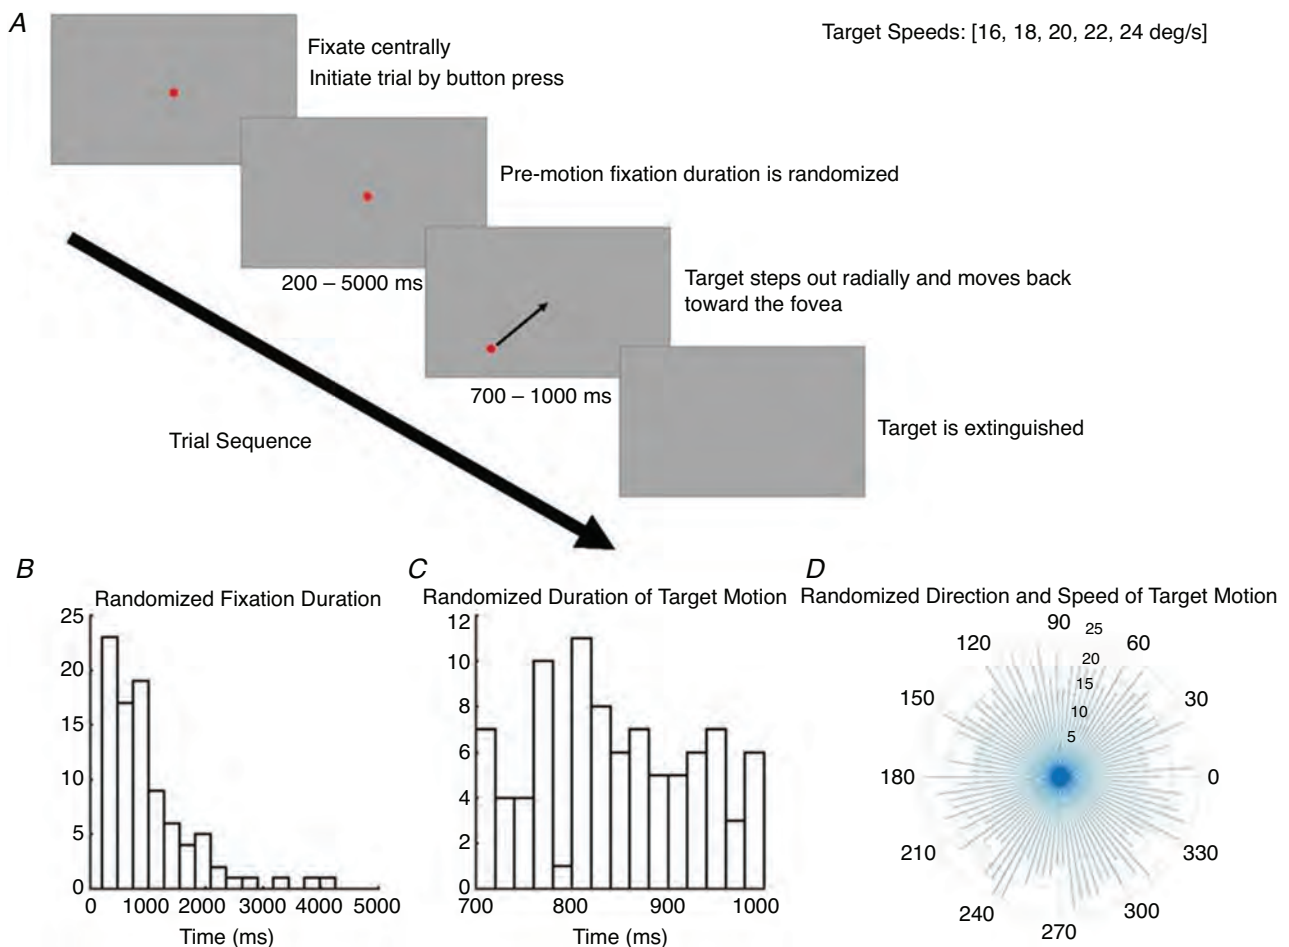 A
Target Speeds: [16, 18, 20, 22, 24 deg/s]
Fixate centrally
Initiate trial by button press
Pre-motion fixation duration is randomized
200 – 5000 ms
Target steps out radially and moves back
toward the fovea
700 – 1000 ms
Trial Sequence
Target is extinguished
B
Randomized Fixation Duration
25
20
15
10
5
0
0 1000 2000 3000 4000 5000
Time (ms)
C
Randomized Duration of Target Motion
12
10
8
6
4
2
0
700 800 900 1000
Time (ms)
D
Randomized Direction and Speed of Target Motion
90
25
120
60
20
150
15
30
10
5
180
0
210
330
240
300
270